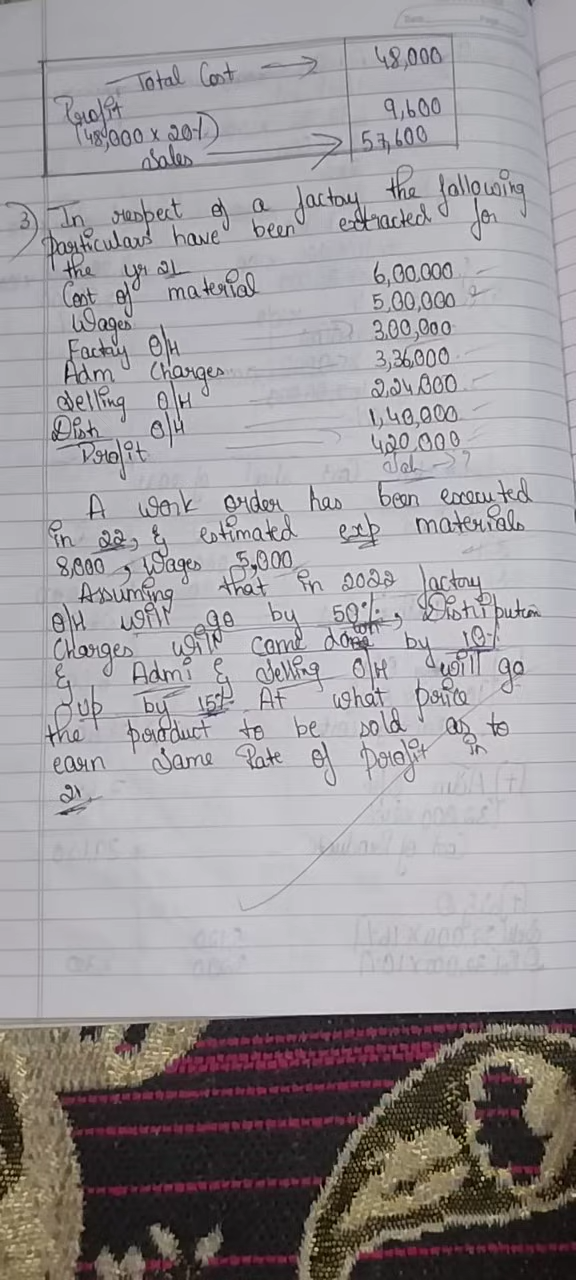 Total Cost → 48,000
Profit
(48,000 x 20%) 9,600
Sales → 57,600
3) In respect of a factory the following
particulars have been extracted for
the yr 21
Cost of material 6,00,000
Wages 5,00,000
Factory O/H 3,00,000
Adm Charges 3,36,000
Selling O/H 2,24,000
Dish O/H 1,40,000
Profit 420,000
Sale → ?
A work order has been executed
in 22, & estimated exp materials
8,000, Wages 5,000
Assuming that in 2022 factory
O/H will go by 50%, Distribution
Charges will come down by 10%
& Admi & Selling O/H will go
up by 15%. At what price
the product to be sold as to
earn Same Rate of profit in
21